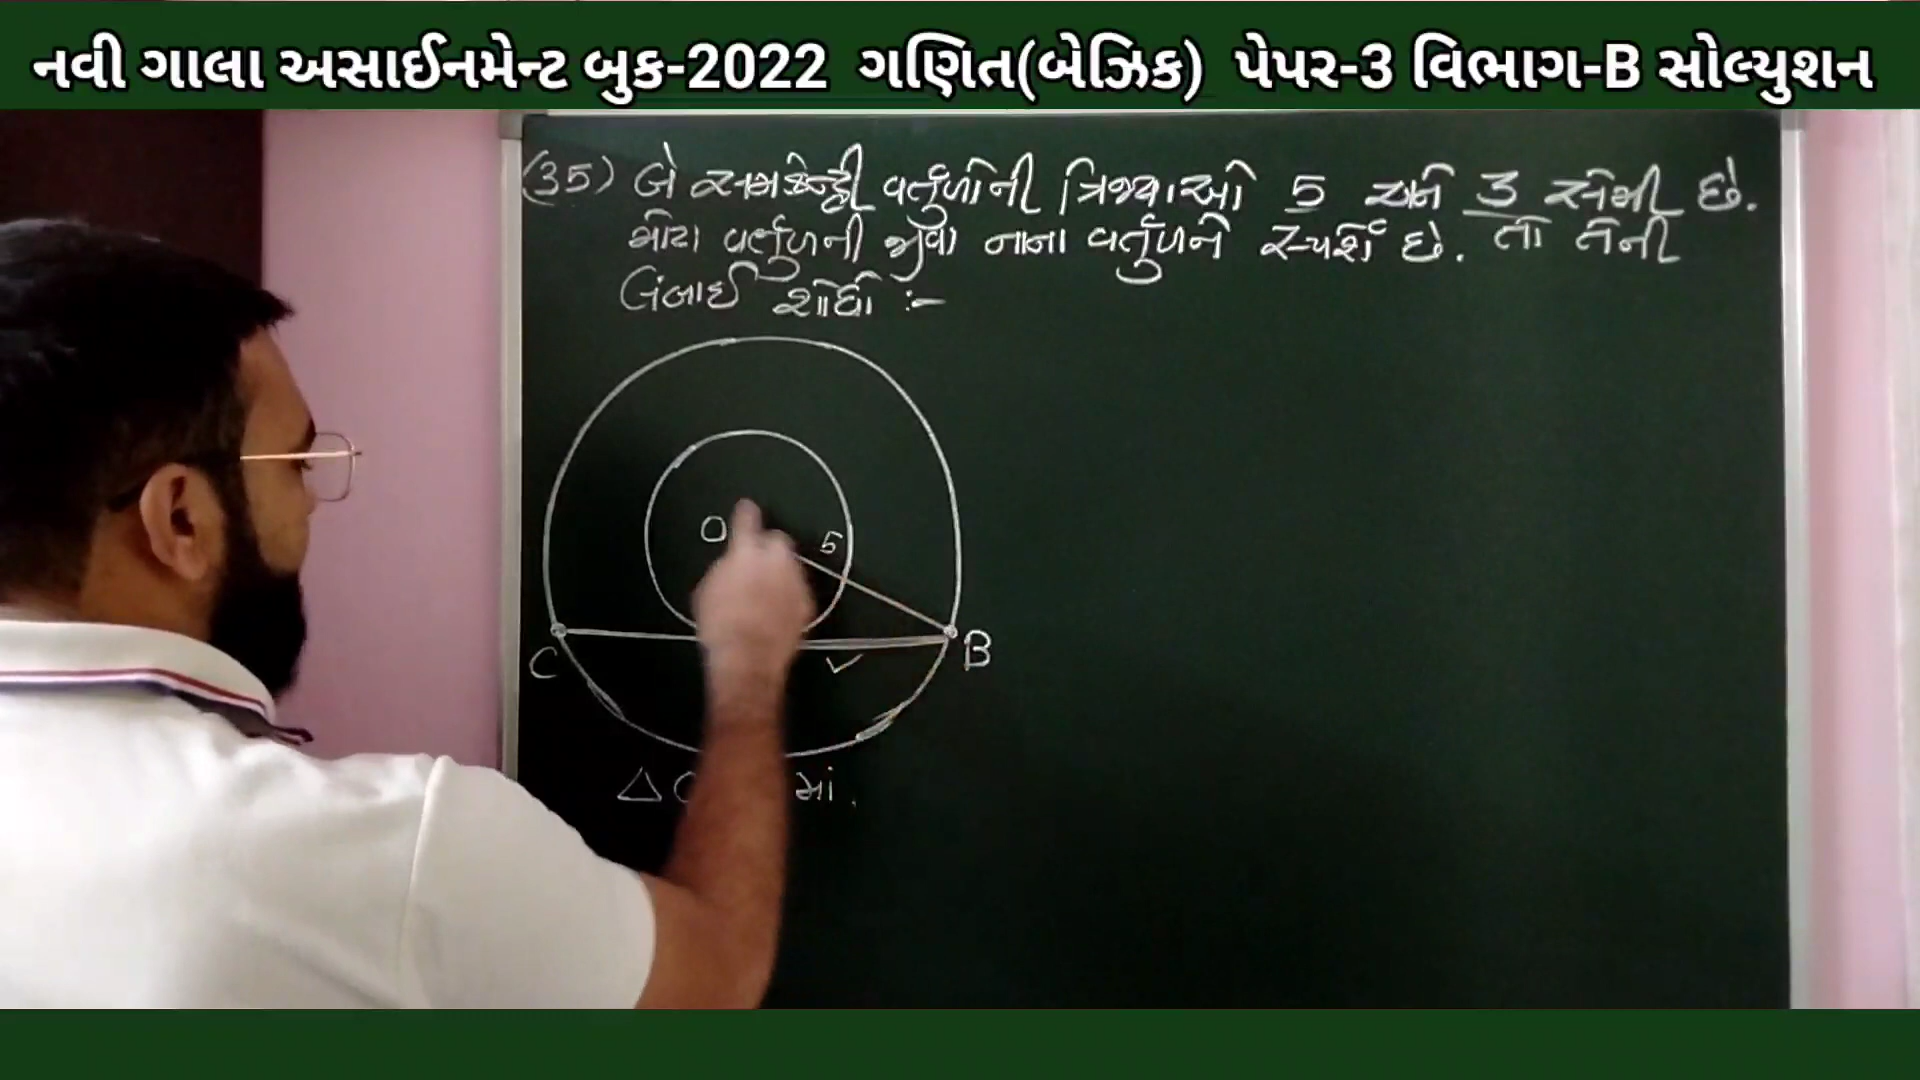 નવી ગાલા અસાઈનમેન્ટ બુક-2022 ગણિત(બેઝિક) પેપર-3 વિભાગ-B સોલ્યુશન
(35) બે સમકેન્દ્રી વર્તુળોની ત્રિજ્યાઓ 5 અને 3 સેમી છે.
મોટા વર્તુળની જીવા નાના વર્તુળને સ્પર્શે છે. તો તેની
લંબાઈ શોધો :-
O 5
C B
△ માં.